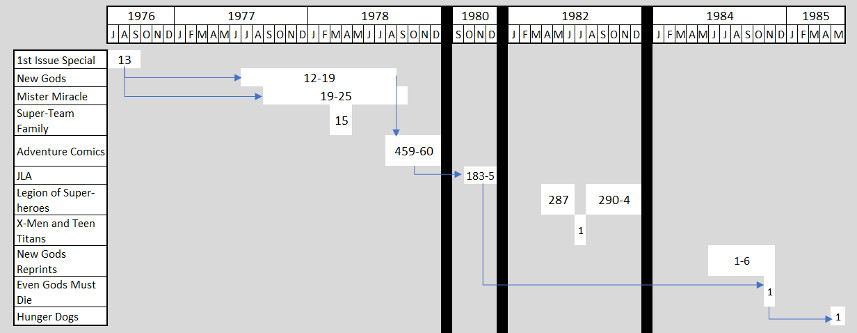 1976 1977 1978 1980 1982 1984 1985
J A S O N D J F M A M J J A S O N D J F M A M J J A S O N D S O N D J F M A M J J A S O N D J F M A M J J A S O N D J F M A M
1st Issue Special 13
New Gods 12-19
Mister Miracle 19-25
Super-Team
Family 15
Adventure Comics 459-60
JLA 183-5
Legion of Super-
heroes 287 290-4
X-Men and Teen
Titans 1
New Gods
Reprints 1-6
Even Gods Must
Die 1
Hunger Dogs 1